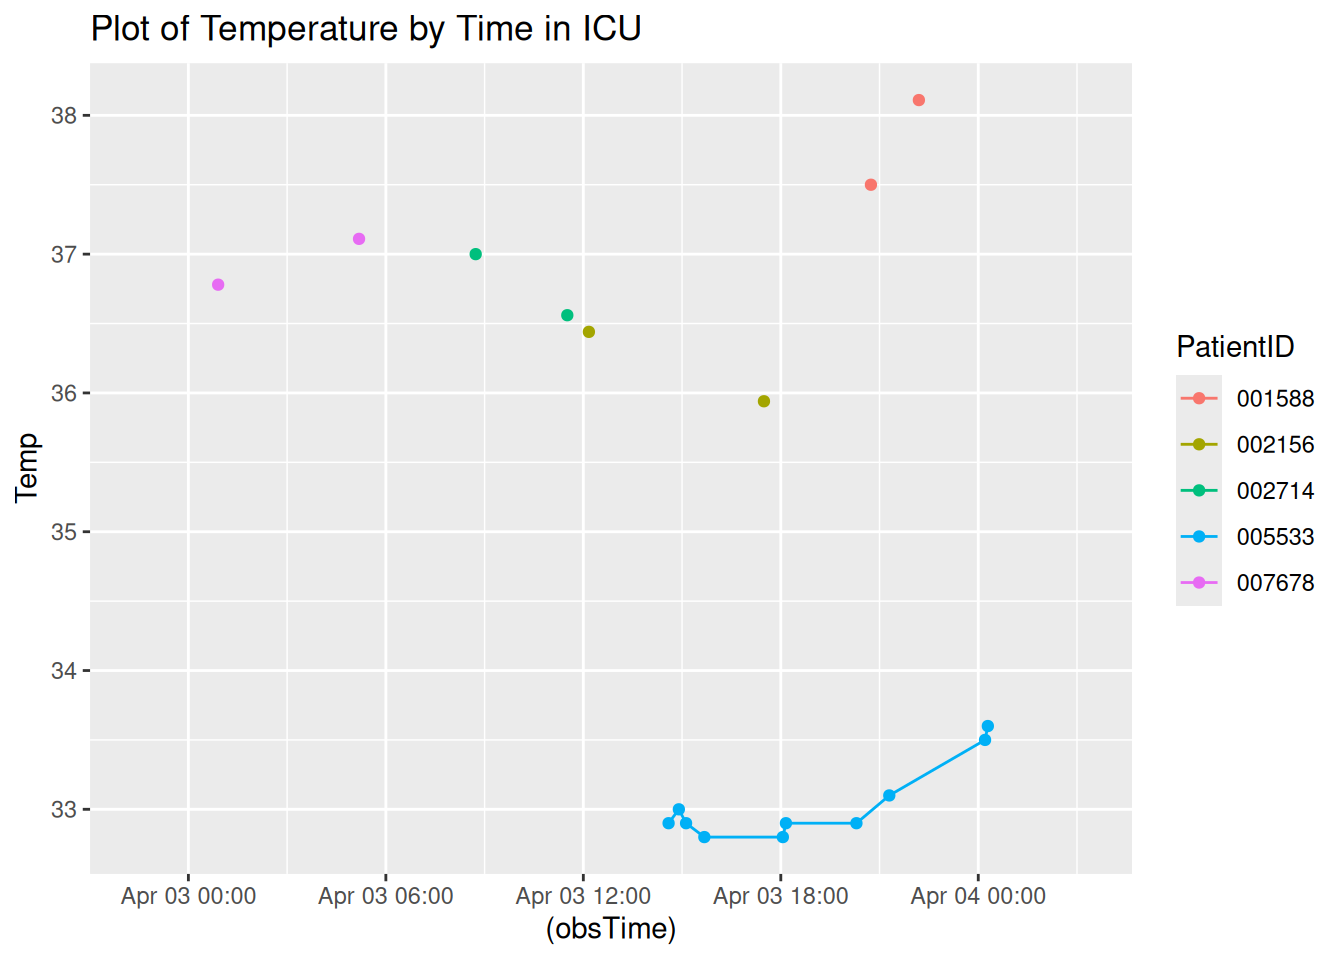 Plot of Temperature by Time in ICU
38
37
36
35
34
33
Temp
Apr 03 00:00 Apr 03 06:00 Apr 03 12:00 Apr 03 18:00 Apr 04 00:00
(obsTime)
PatientID
001588
002156
002714
005533
007678